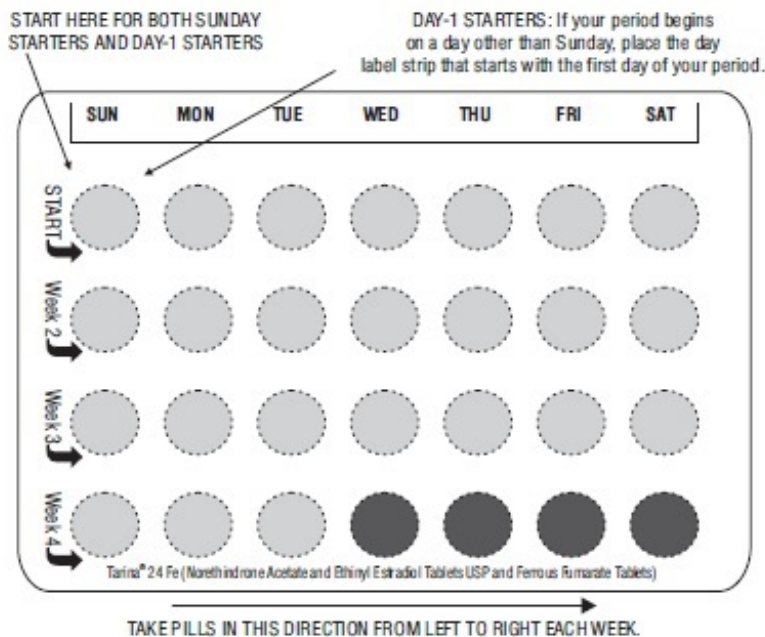 START HERE FOR BOTH SUNDAY
STARTERS AND DAY-1 STARTERS
DAY-1 STARTERS: If your period begins
on a day other than Sunday, place the day
label strip that starts with the first day of your period.
SUN MON TUE WED THU FRI SAT
START
Week 2
Week 3
Week 4
Tarina® 24 Fe (Norethindrone Acetate and Ethinyl Estradiol Tablets USP and Ferrous Fumarate Tablets)
TAKE PILLS IN THIS DIRECTION FROM LEFT TO RIGHT EACH WEEK.